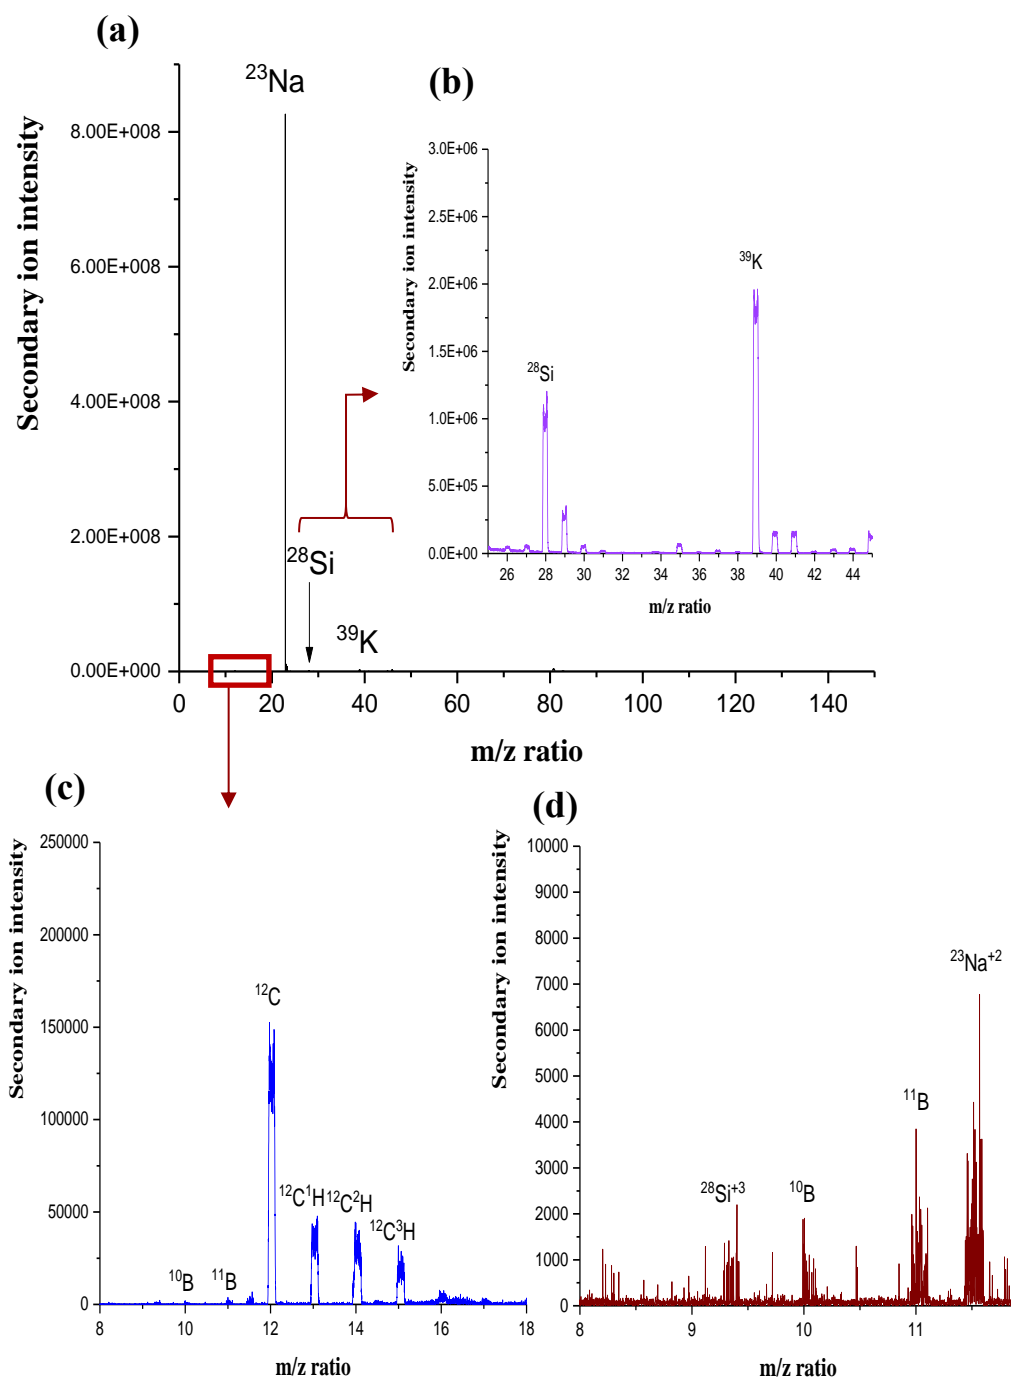 (a)
²³Na
8.00E+008
6.00E+008
4.00E+008
2.00E+008
0.00E+000
Secondary ion intensity
²⁸Si
³⁹K
0 20 40 60 80 100 120 140
m/z ratio
(b)
3.0E+06
2.5E+06
2.0E+06
1.5E+06
1.0E+06
5.0E+05
0.0E+00
Secondary ion intensity
²⁸Si
³⁹K
26 28 30 32 34 36 38 40 42 44
m/z ratio
(c)
250000
200000
150000
100000
50000
0
Secondary ion intensity
¹²C
¹²C¹H ¹²C²H
¹²C³H
¹⁰B ¹¹B
8 10 12 14 16 18
m/z ratio
(d)
10000
9000
8000
7000
6000
5000
4000
3000
2000
1000
0
Secondary ion intensity
²³Na⁺²
¹¹B
²⁸Si⁺³ ¹⁰B
8 9 10 11
m/z ratio